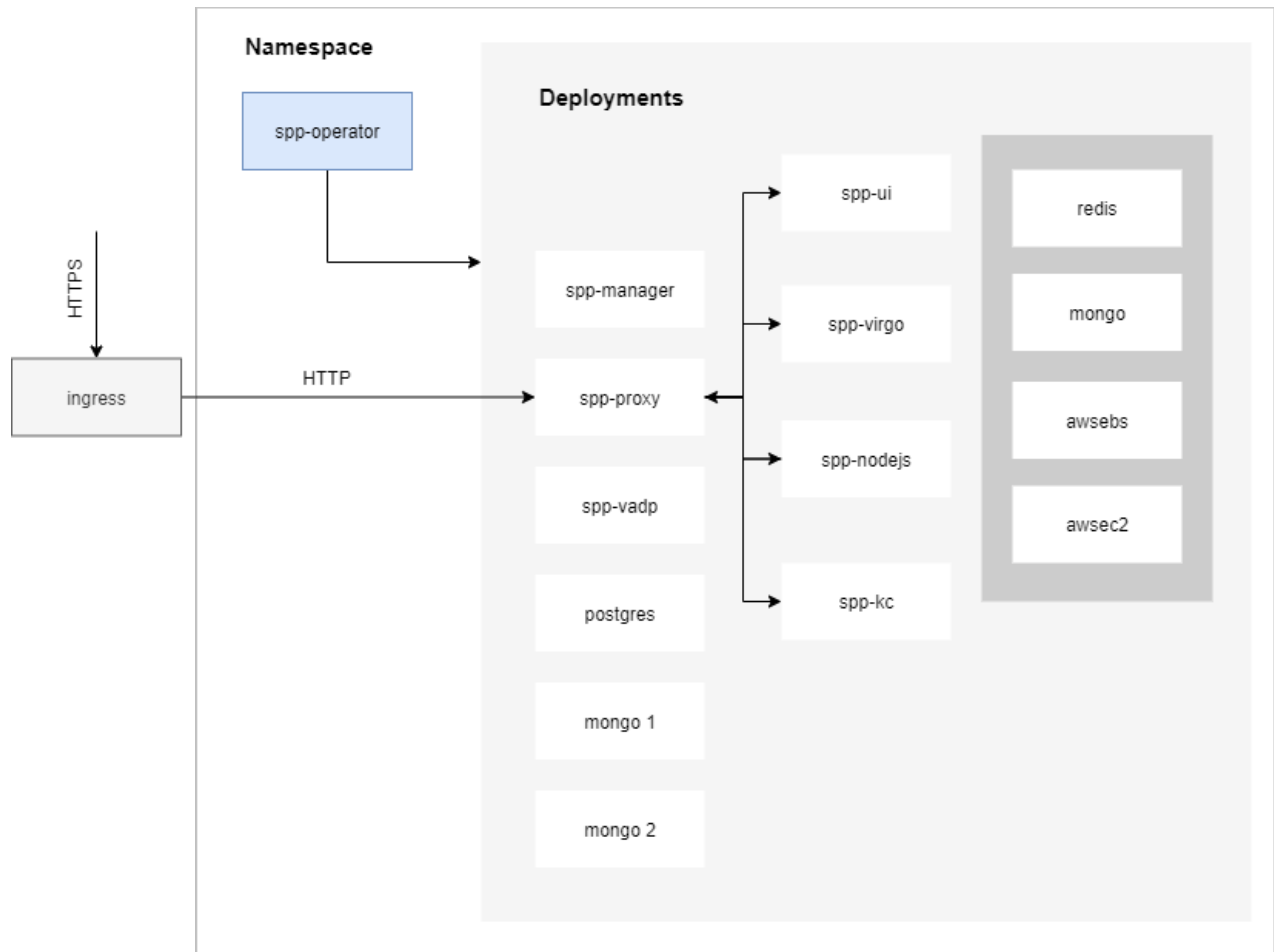 Namespace
spp-operator
Deployments
HTTPS
ingress
HTTP
spp-manager
spp-proxy
spp-vadp
postgres
mongo 1
mongo 2
spp-ui
spp-virgo
spp-nodejs
spp-kc
redis
mongo
awsebs
awsec2